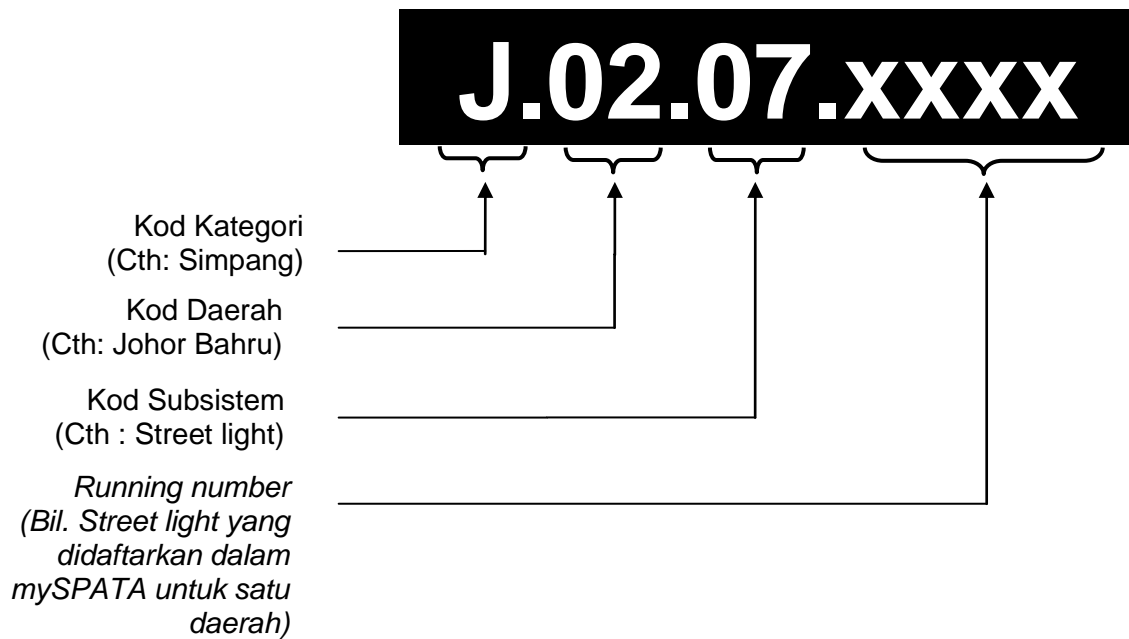 J.02.07.xxxx
Kod Kategori
(Cth: Simpang)
Kod Daerah
(Cth: Johor Bahru)
Kod Subsistem
(Cth : Street light)
Running number
(Bil. Street light yang
didaftarkan dalam
mySPATA untuk satu
daerah)